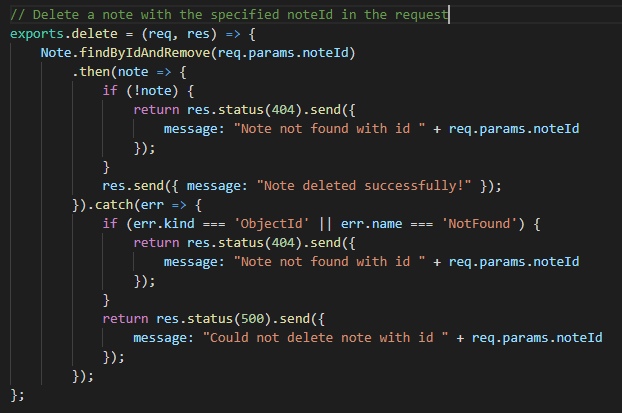 // Delete a note with the specified noteId in the request
exports.delete = (req, res) => {
    Note.findByIdAndRemove(req.params.noteId)
        .then(note => {
            if (!note) {
                return res.status(404).send({
                    message: "Note not found with id " + req.params.noteId
                });
            }
            res.send({ message: "Note deleted successfully!" });
        }).catch(err => {
            if (err.kind === 'ObjectId' || err.name === 'NotFound') {
                return res.status(404).send({
                    message: "Note not found with id " + req.params.noteId
                });
            }
            return res.status(500).send({
                message: "Could not delete note with id " + req.params.noteId
            });
        });
};